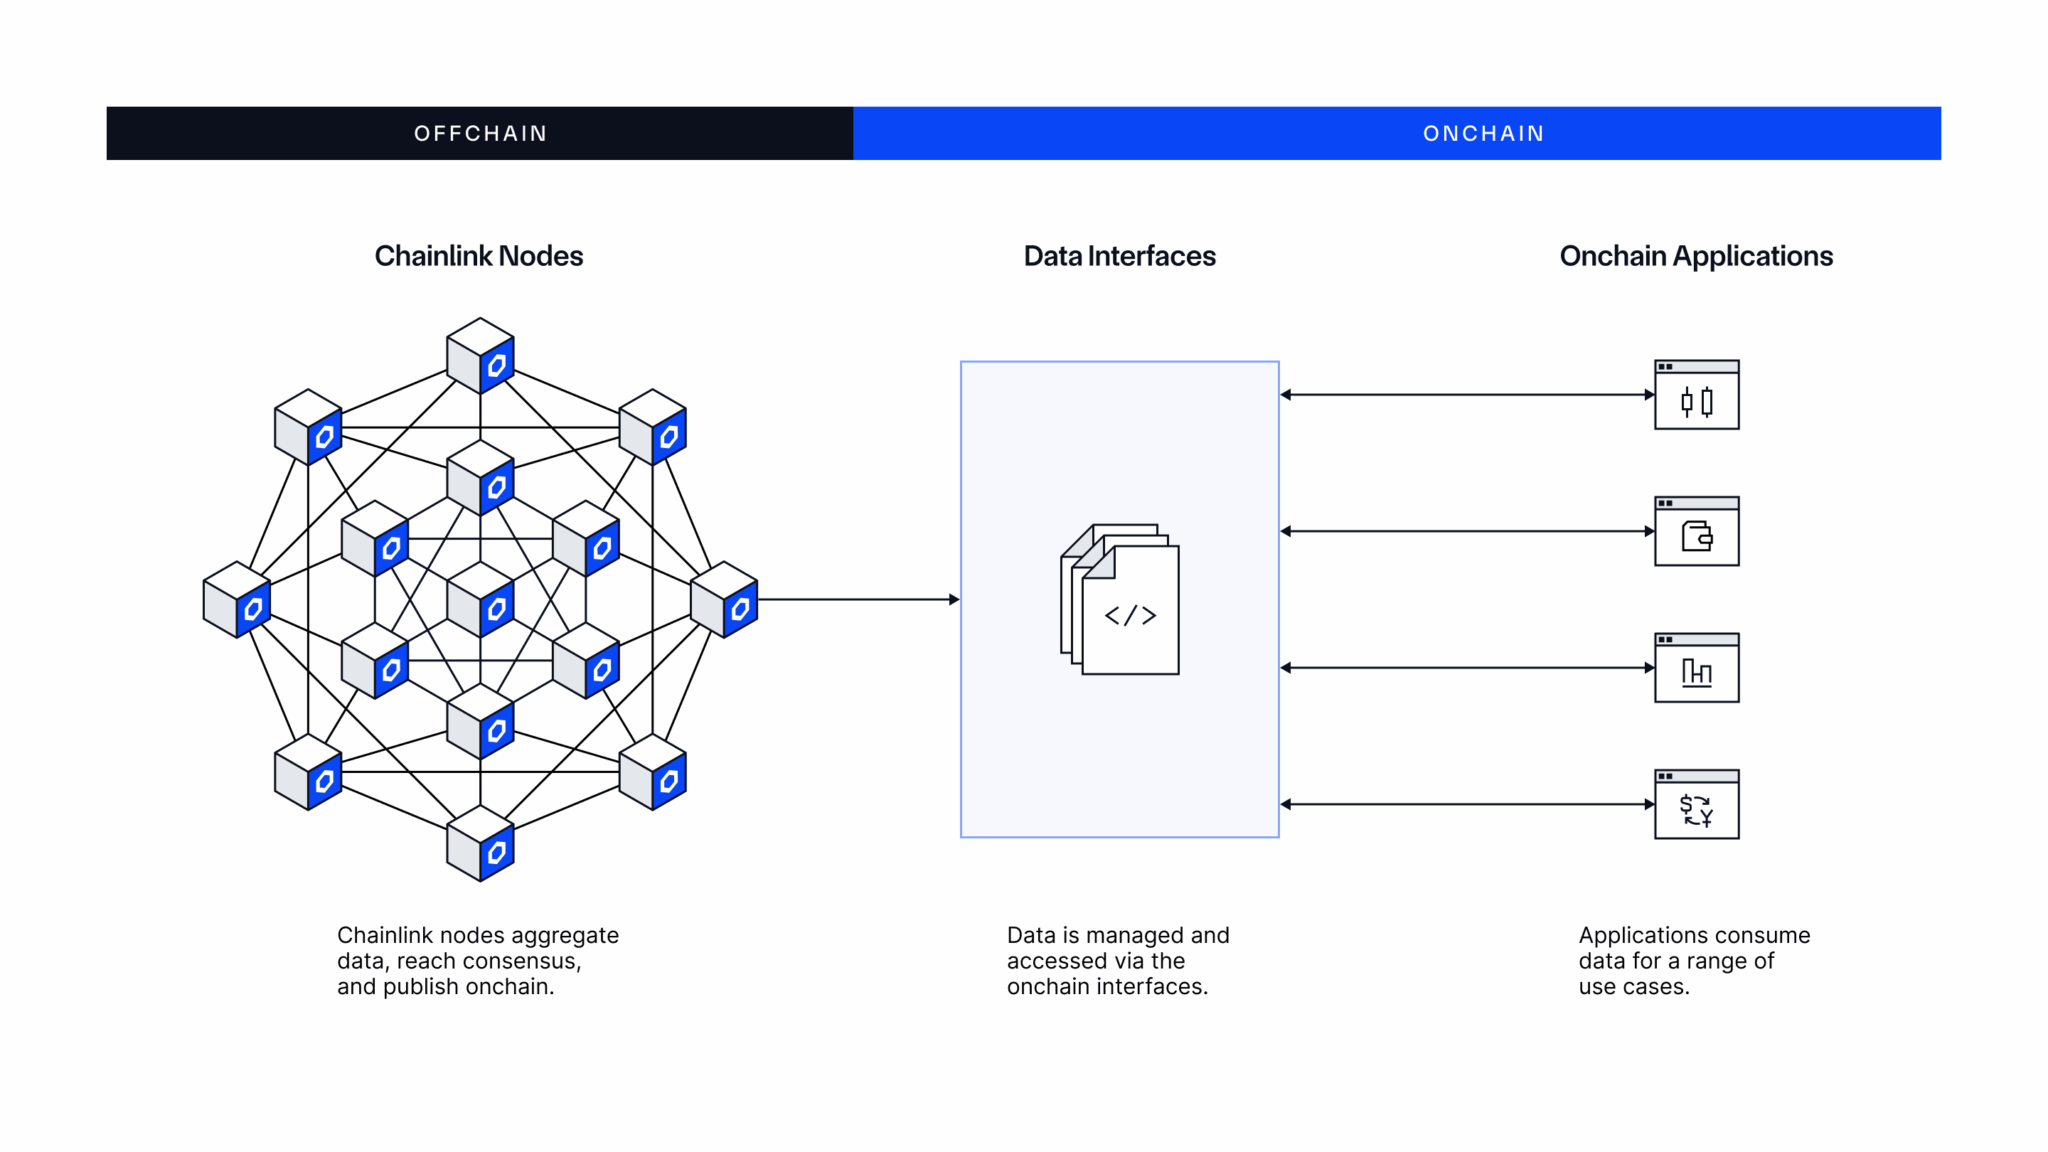 OFFCHAIN
ONCHAIN
Chainlink Nodes
Data Interfaces
Onchain Applications
</>
$
¥
Chainlink nodes aggregate
data, reach consensus,
and publish onchain.
Data is managed and
accessed via the
onchain interfaces.
Applications consume
data for a range of
use cases.